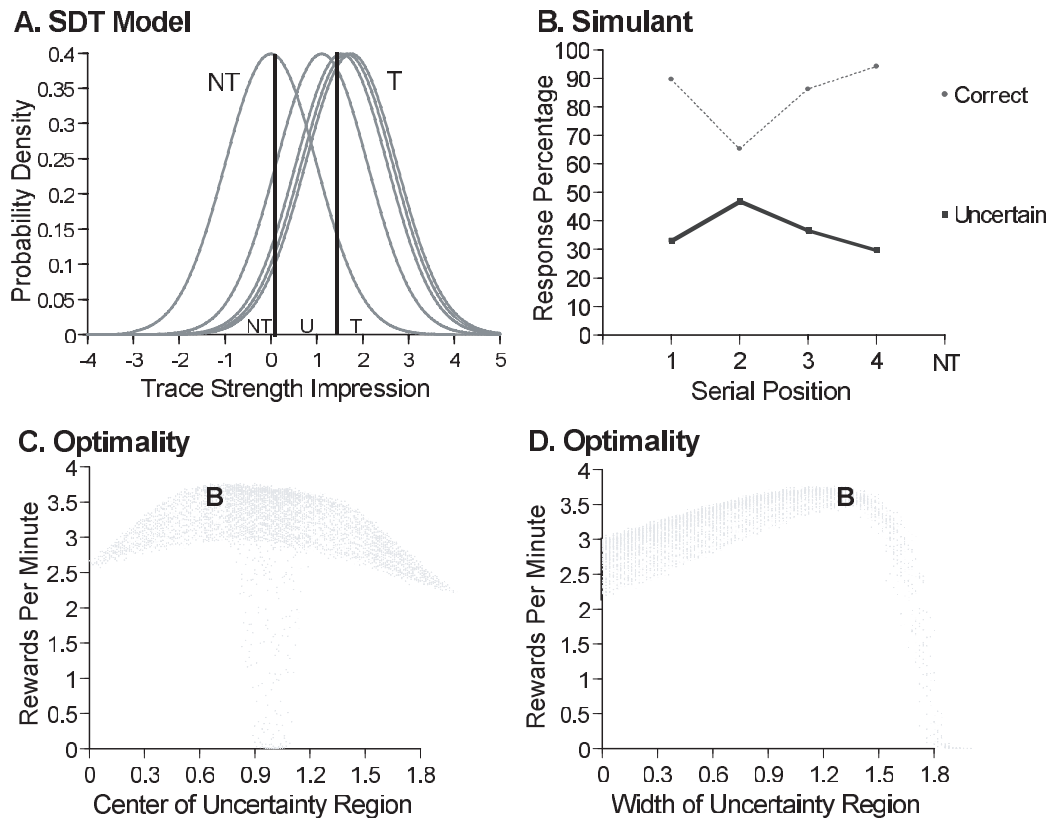 A. SDT Model
0.4
0.35
0.3
0.25
0.2
0.15
0.1
0.05
0
Probability Density
NT
T
NT U T
-4 -3 -2 -1 0 1 2 3 4 5
Trace Strength Impression
B. Simulant
100
90
80
70
60
50
40
30
20
10
0
Response Percentage
Correct
Uncertain
1 2 3 4 NT
Serial Position
C. Optimality
4
3.5
3
2.5
2
1.5
1
0.5
0
Rewards Per Minute
B
0 0.3 0.6 0.9 1.2 1.5 1.8
Center of Uncertainty Region
D. Optimality
4
3.5
3
2.5
2
1.5
1
0.5
0
Rewards Per Minute
B
0 0.3 0.6 0.9 1.2 1.5 1.8
Width of Uncertainty Region